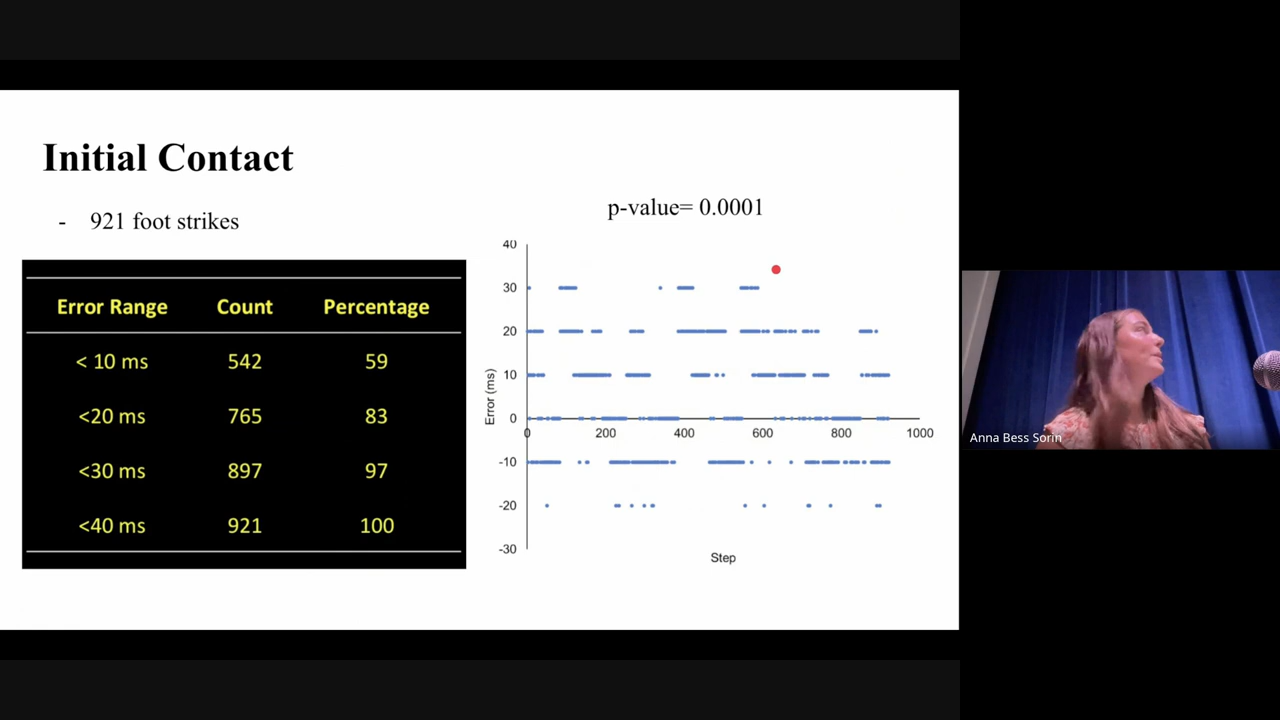 Initial Contact
- 921 foot strikes
Error Range Count Percentage
< 10 ms 542 59
<20 ms 765 83
<30 ms 897 97
<40 ms 921 100
p-value= 0.0001
40
30
20
10
0
-10
-20
-30
Error (ms)
0 200 400 600 800 1000
Step
Anna Bess Sorin